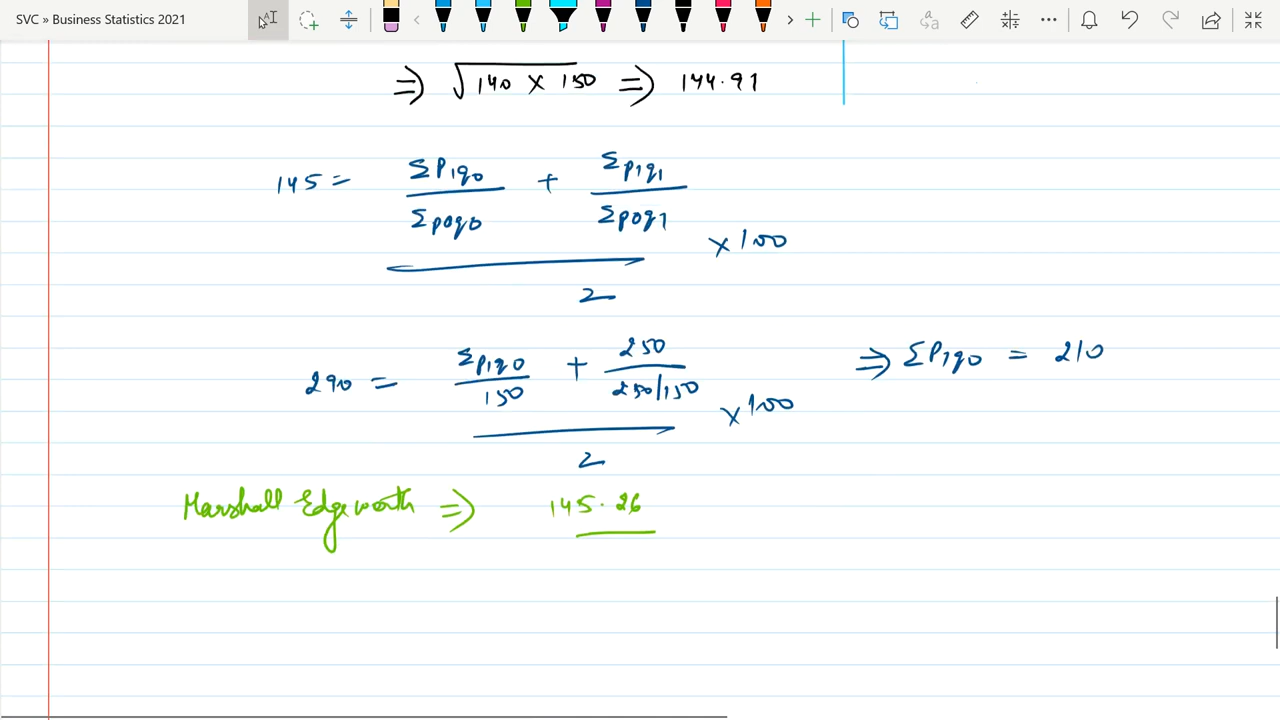 SVC » Business Statistics 2021
⇒ √140 × 150 ⇒ 144.91
145 = ΣP1q0 / Σp0q0 + Σp1q1 / Σp0q1
× 100
2
290 = Σp1q0 / 150 + 250 / 250/150 ⇒ ΣP1q0 = 210
× 100
2
Marshall Edgeworth ⇒ 145.26